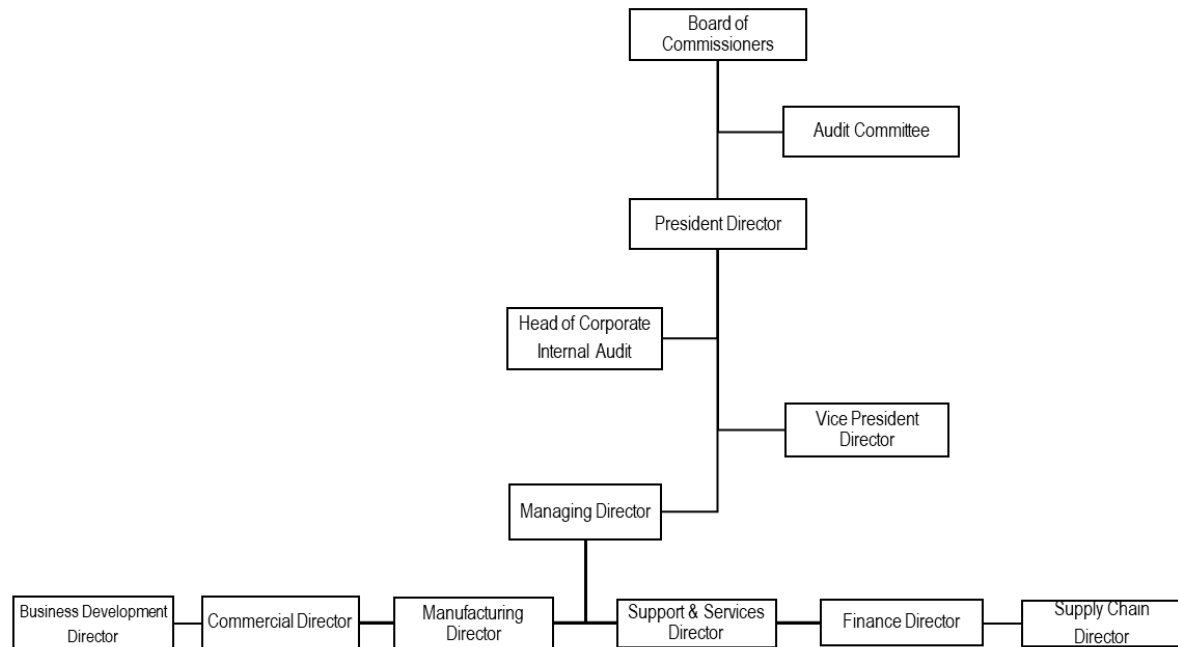 Board of
Commissioners
Audit Committee
President Director
Head of Corporate
Internal Audit
Vice President
Director
Managing Director
Business Development
Director
Commercial Director
Manufacturing
Director
Support & Services
Director
Finance Director
Supply Chain
Director